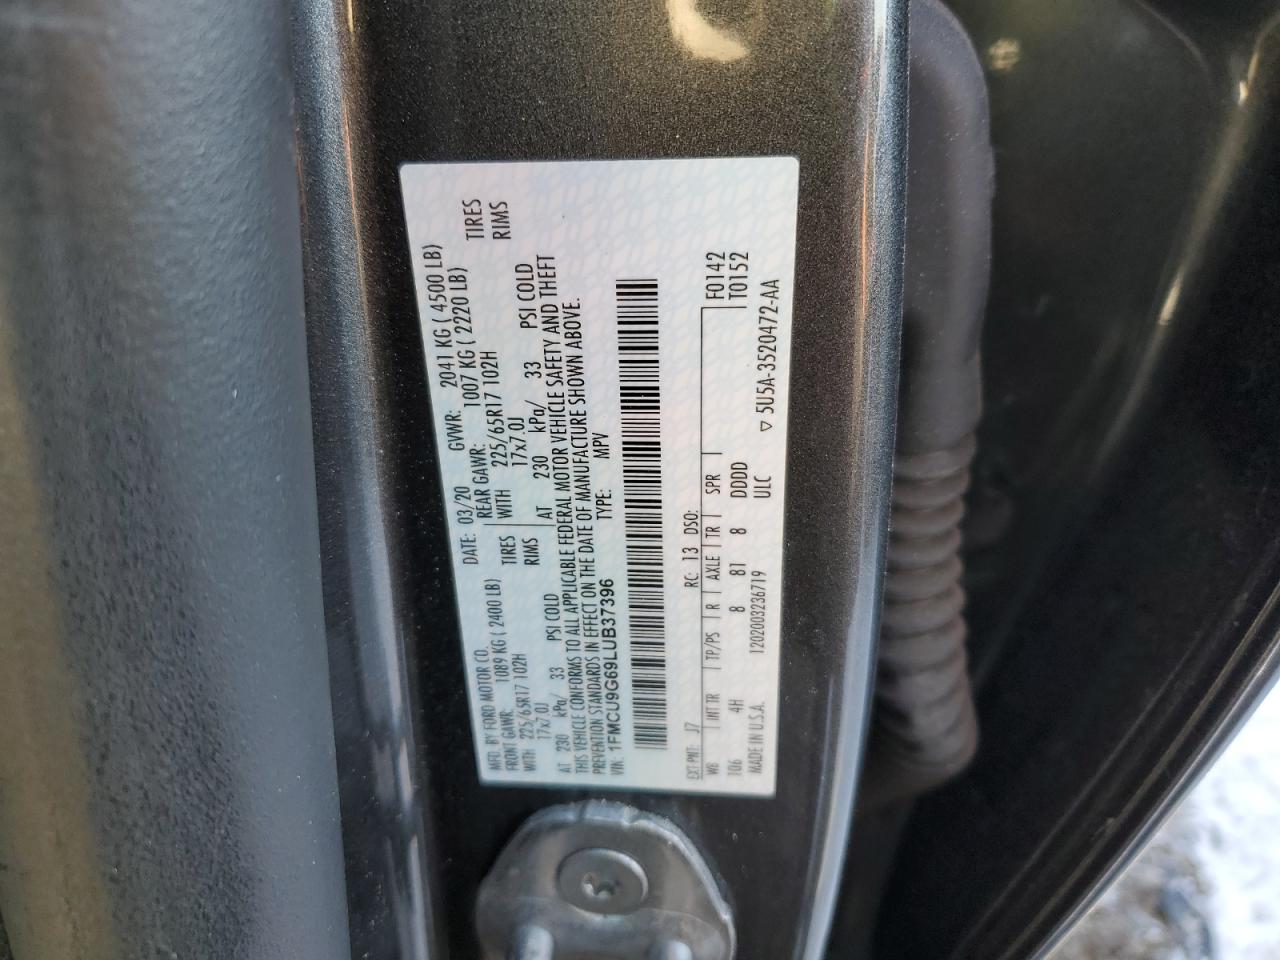 MFD. BY FORD MOTOR CO. DATE: 03/20 GVWR: 2041 KG ( 4500 LB)
FRONT GAWR: 1089 KG ( 2400 LB) REAR GAWR: 1007 KG ( 2220 LB)
WITH 225/65R17 102H TIRES WITH 225/65R17 102H TIRES
17x7.0J RIMS 17x7.0J RIMS
AT 230 kPa/ 33 PSI COLD AT 230 kPa/ 33 PSI COLD
THIS VEHICLE CONFORMS TO ALL APPLICABLE FEDERAL MOTOR VEHICLE SAFETY AND THEFT
PREVENTION STANDARDS IN EFFECT ON THE DATE OF MANUFACTURE SHOWN ABOVE.
VIN: 1FMCU9G69LUB37396 TYPE: MPV
EXT PNT: J7 RC: 13 DSO: F0142
WB INT TR TP/PS R AXLE TR SPR T0152
106 4H 8 81 8 DDDD
MADE IN U.S.A. 1202003236719 ULC ▽ 5U5A-3520472-AA